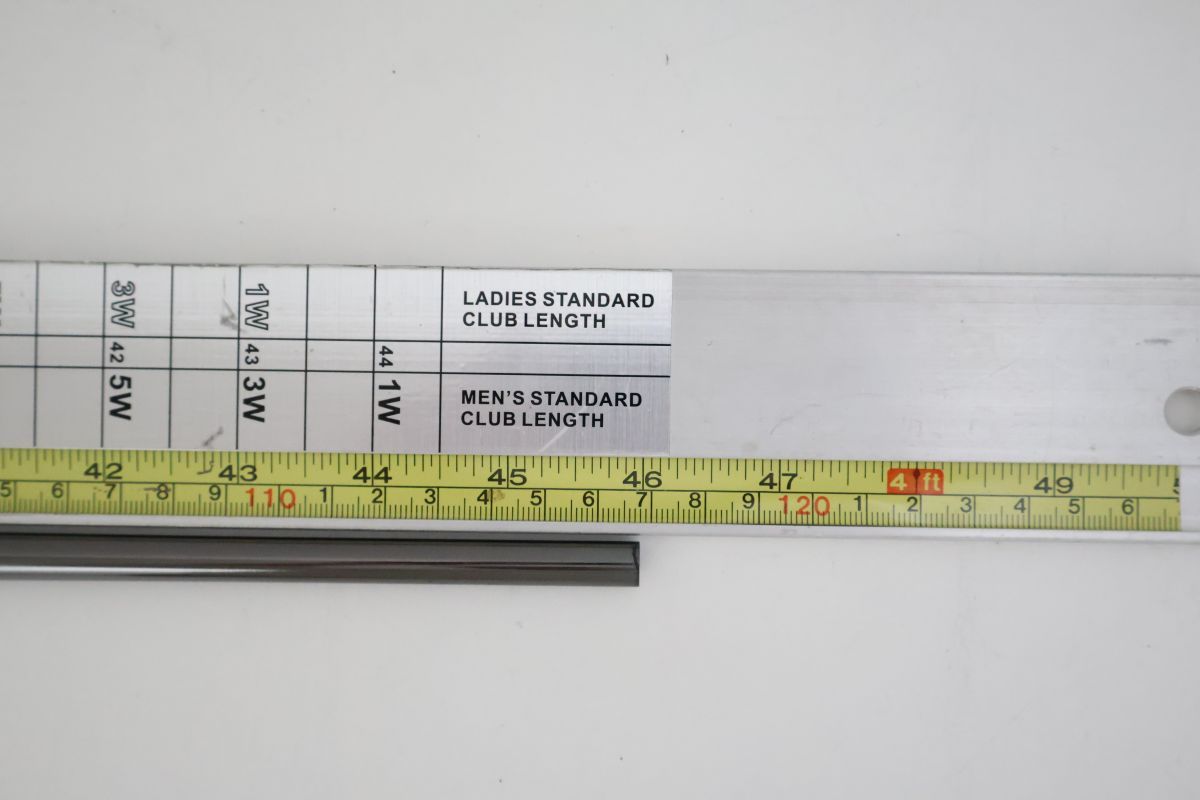 3W 1W LADIES STANDARD
CLUB LENGTH
42 43 44
5W 3W 1W MEN'S STANDARD
CLUB LENGTH
42 43 44 45 46 47 4 ft 49
5 6 7 8 9 110 1 2 3 4 5 6 7 8 9 120 1 2 3 4 5 6